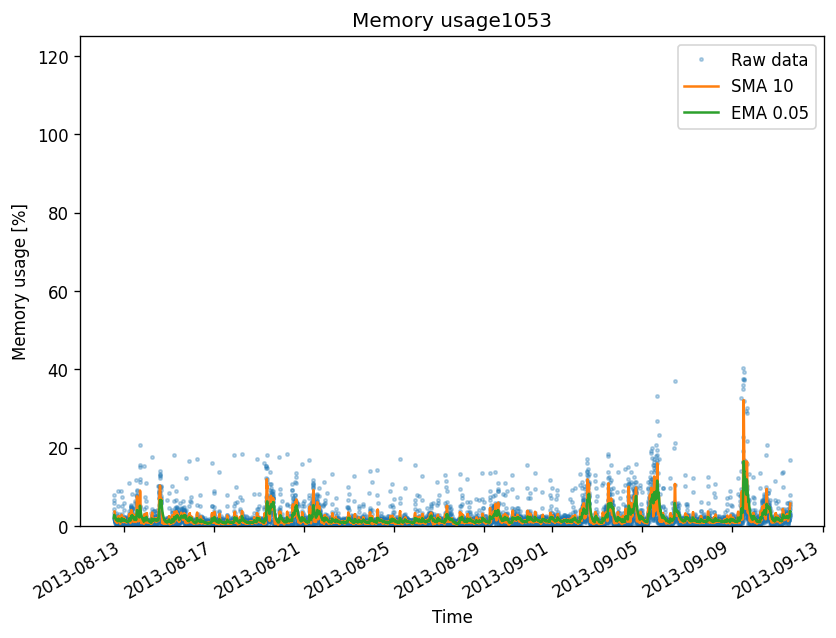 Memory usage1053
120
100
80
60
40
20
0
Memory usage [%]
Raw data
SMA 10
EMA 0.05
2013-08-13
2013-08-17
2013-08-21
2013-08-25
2013-08-29
2013-09-01
2013-09-05
2013-09-09
2013-09-13
Time